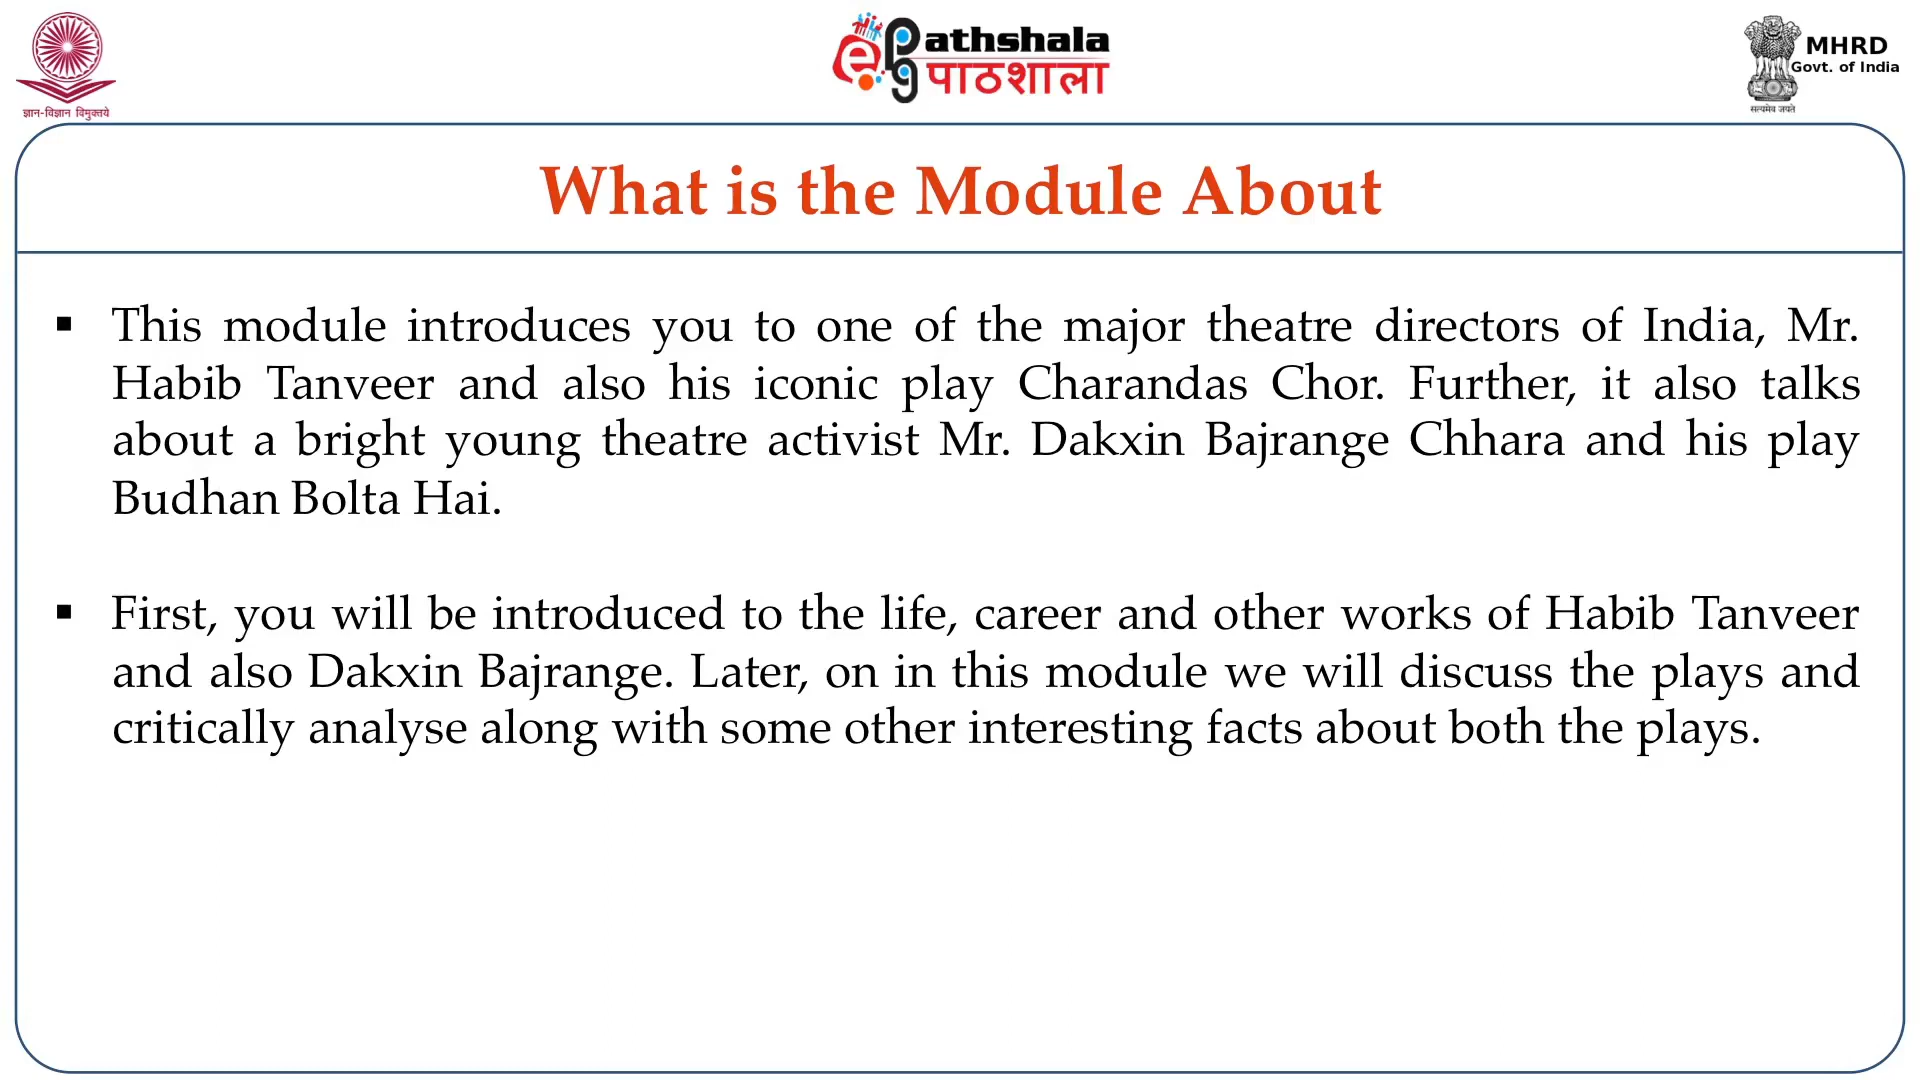 ज्ञान-विज्ञान विमुक्तये
ePG Pathshala
पाठशाला
MHRD
Govt. of India
सत्यमेव जयते
What is the Module About
▪ This module introduces you to one of the major theatre directors of India, Mr.
Habib Tanveer and also his iconic play Charandas Chor. Further, it also talks
about a bright young theatre activist Mr. Dakxin Bajrange Chhara and his play
Budhan Bolta Hai.
▪ First, you will be introduced to the life, career and other works of Habib Tanveer
and also Dakxin Bajrange. Later, on in this module we will discuss the plays and
critically analyse along with some other interesting facts about both the plays.